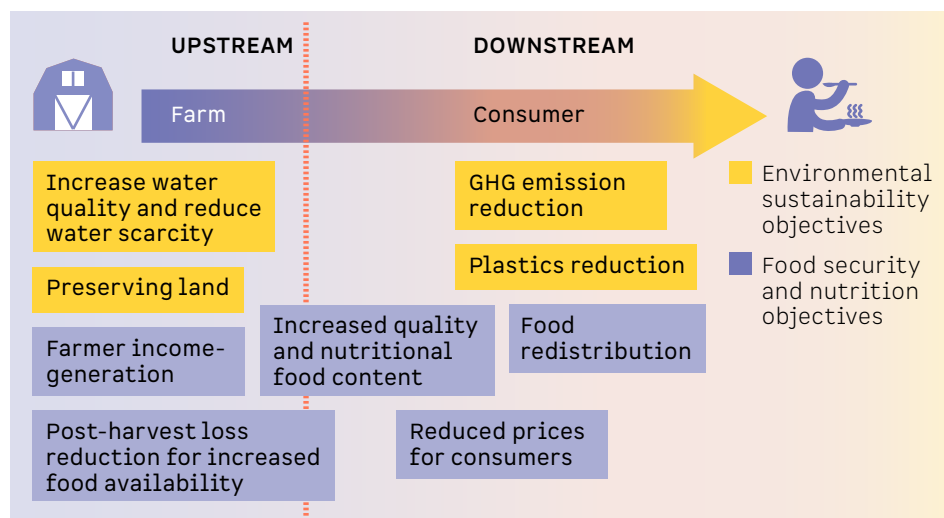 UPSTREAM
DOWNSTREAM
Farm
Consumer
Increase water
quality and reduce
water scarcity
GHG emission
reduction
Environmental
sustainability
objectives
Plastics reduction
Preserving land
Food security
and nutrition
objectives
Farmer income-
generation
Increased quality
and nutritional
food content
Food
redistribution
Post-harvest loss
reduction for increased
food availability
Reduced prices
for consumers